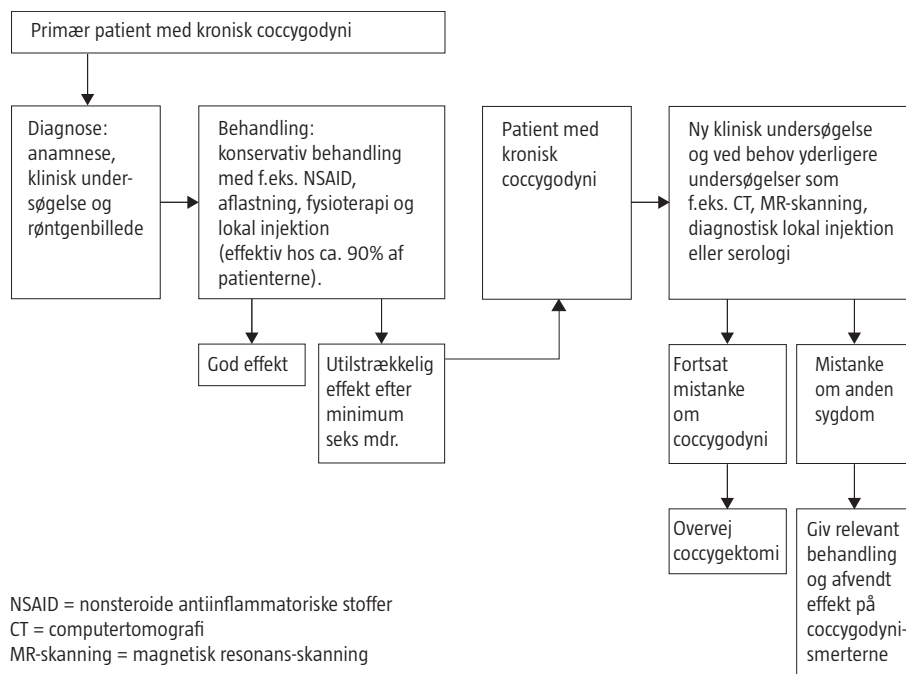 Primær patient med kronisk coccygodyni
Diagnose:
anamnese,
klinisk under-
søgelse og
røntgenbillede
Behandling:
konservativ behandling
med f.eks. NSAID,
aflastning, fysioterapi og
lokal injektion
(effektiv hos ca. 90% af
patienterne).
God effekt
Utilstrækkelig
effekt efter
minimum
seks mdr.
Patient med
kronisk
coccygodyni
Ny klinisk undersøgelse
og ved behov yderligere
undersøgelser som
f.eks. CT, MR-skanning,
diagnostisk lokal injektion
eller serologi
Fortsat
mistanke
om
coccygodyni
Mistanke
om anden
sygdom
Overvej
coccygektomi
Giv relevant
behandling
og afvendt
effekt på
coccygodyni-
smerterne
NSAID = nonsteroide antiinflammatoriske stoffer
CT = computertomografi
MR-skanning = magnetisk resonans-skanning